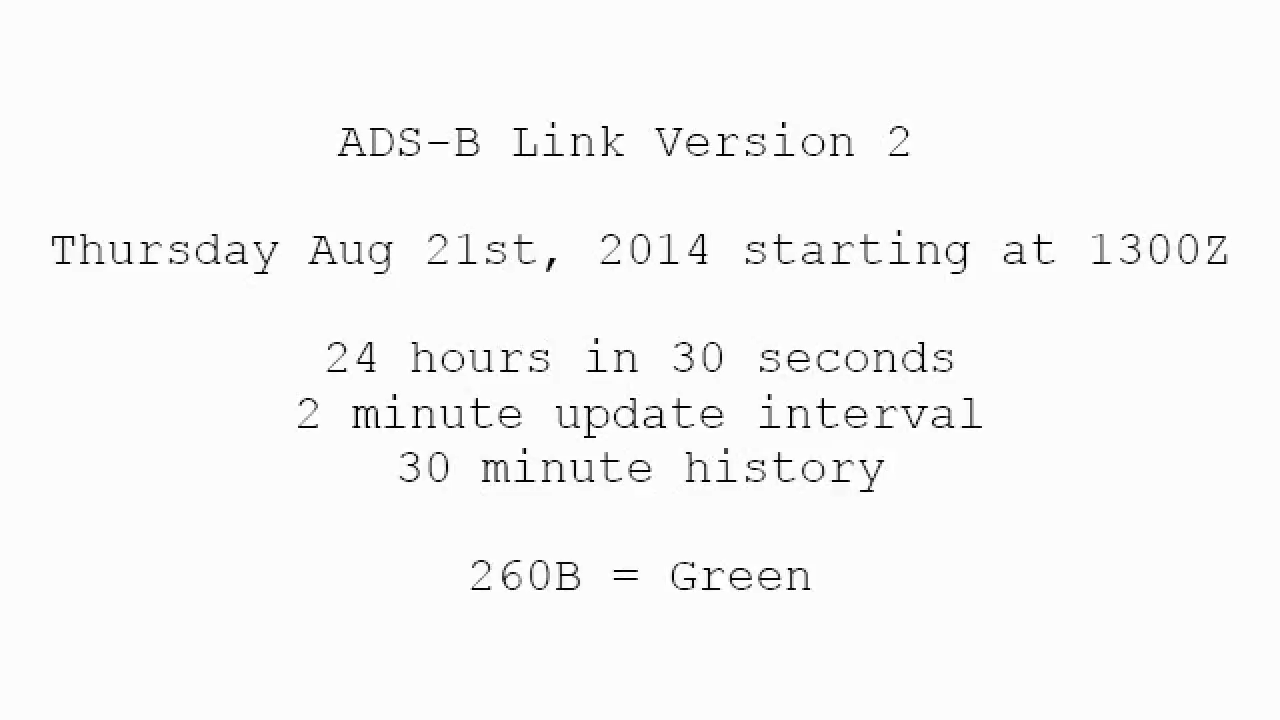 ADS-B Link Version 2
Thursday Aug 21st, 2014 starting at 1300Z
24 hours in 30 seconds
2 minute update interval
30 minute history
260B = Green